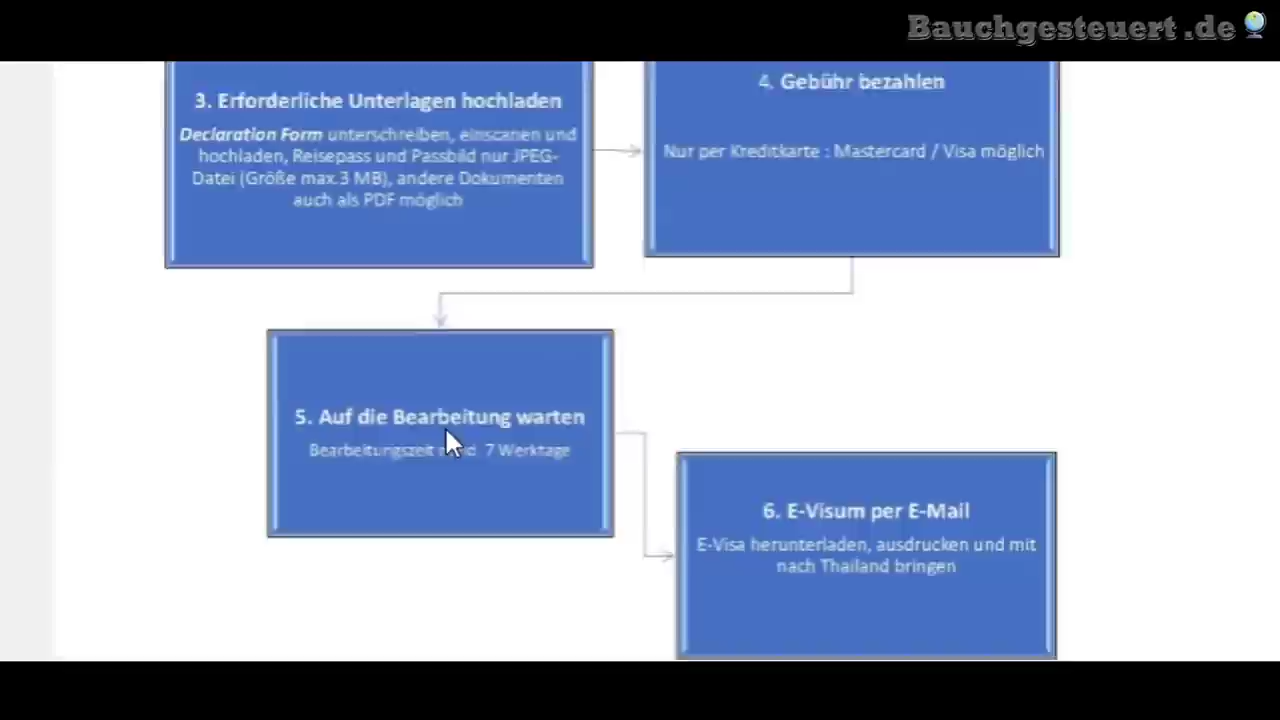 Bauchgesteuert.de
3. Erforderliche Unterlagen hochladen
Declaration Form unterschreiben, einscanen und
hochladen, Reisepass und Passbild nur JPEG-
Datei (Größe max.3 MB), andere Dokumenten
auch als PDF möglich
4. Gebühr bezahlen
Nur per Kreditkarte : Mastercard / Visa möglich
5. Auf die Bearbeitung warten
Bearbeitungszeit 7 Werktage
6. E-Visum per E-Mail
E-Visa herunterladen, ausdrucken und mit
nach Thailand bringen